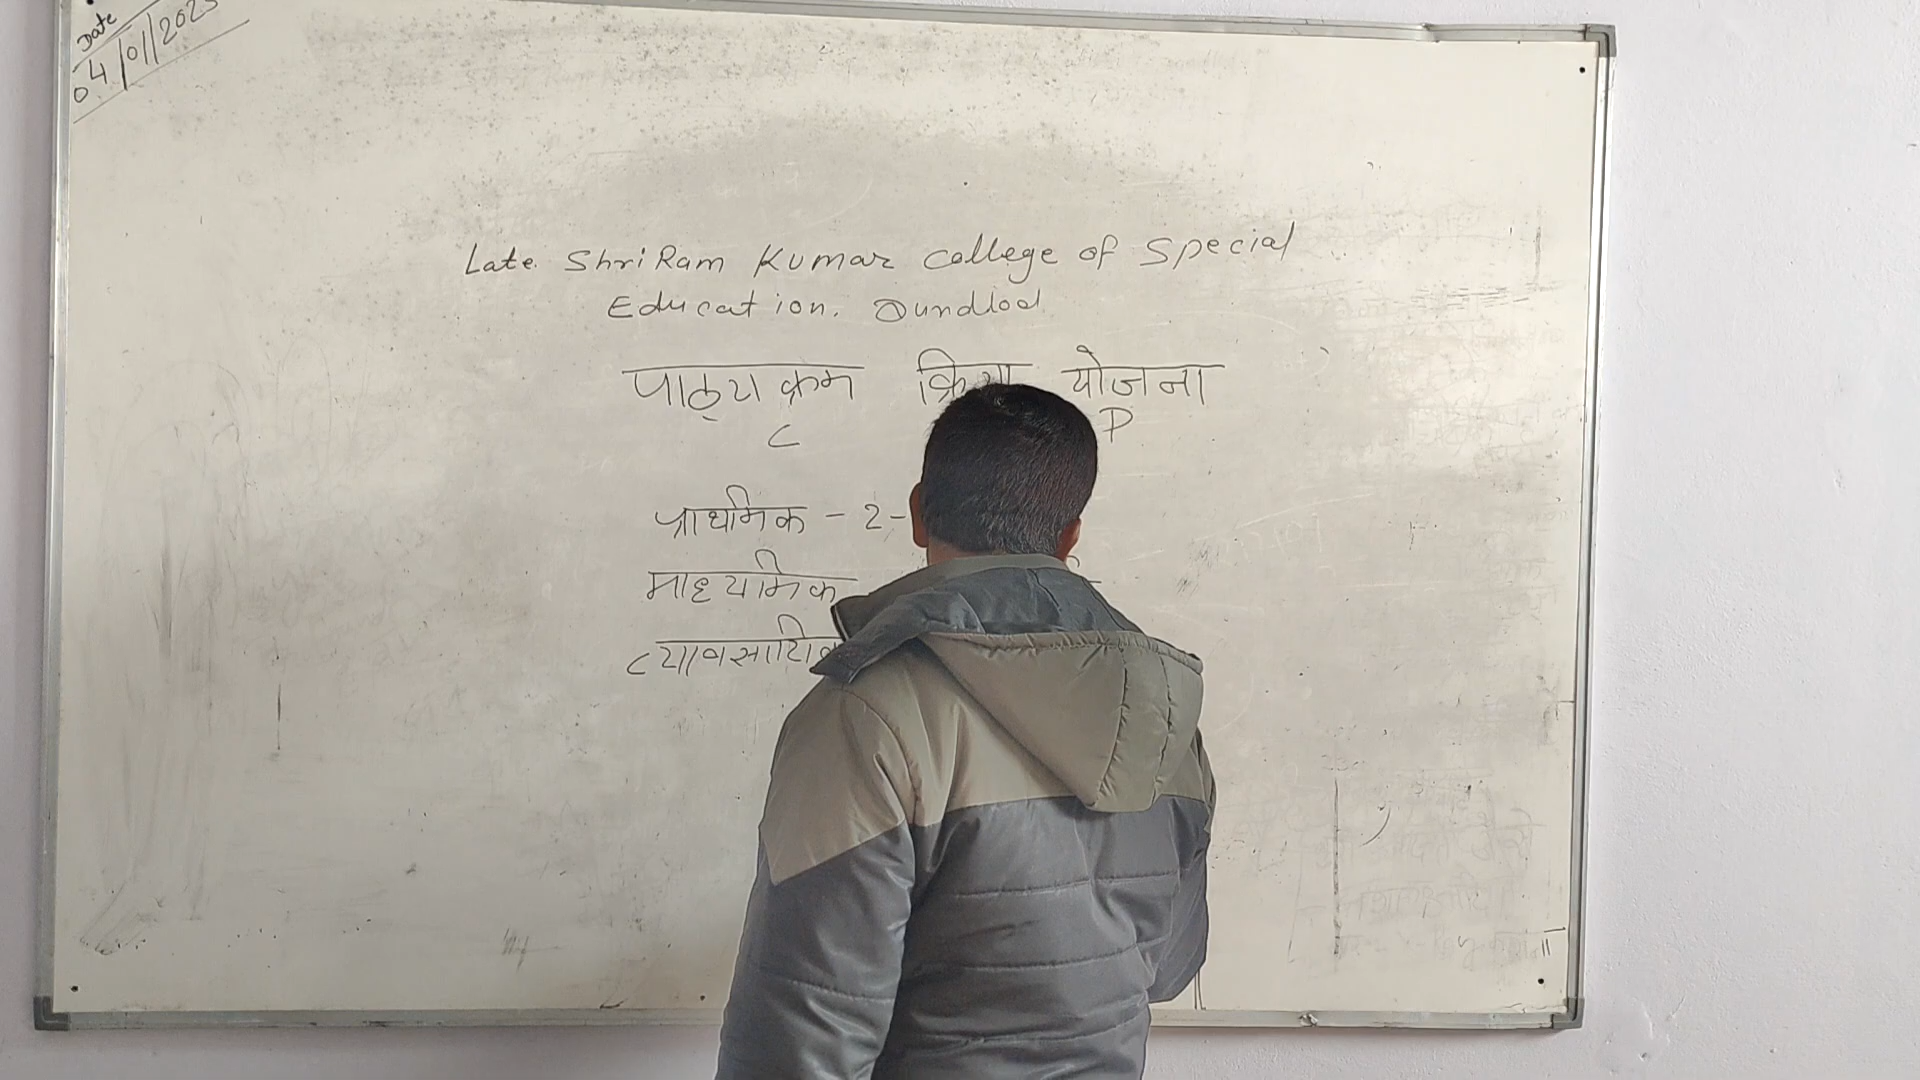 Date
04/01/2023
Late. Shri Ram Kumar College of Special
Education. Dundlod
पाठ्यक्रम क्रिया योजना
C P
प्राथमिक - 2-
माध्यमिक
व्यावसायिक